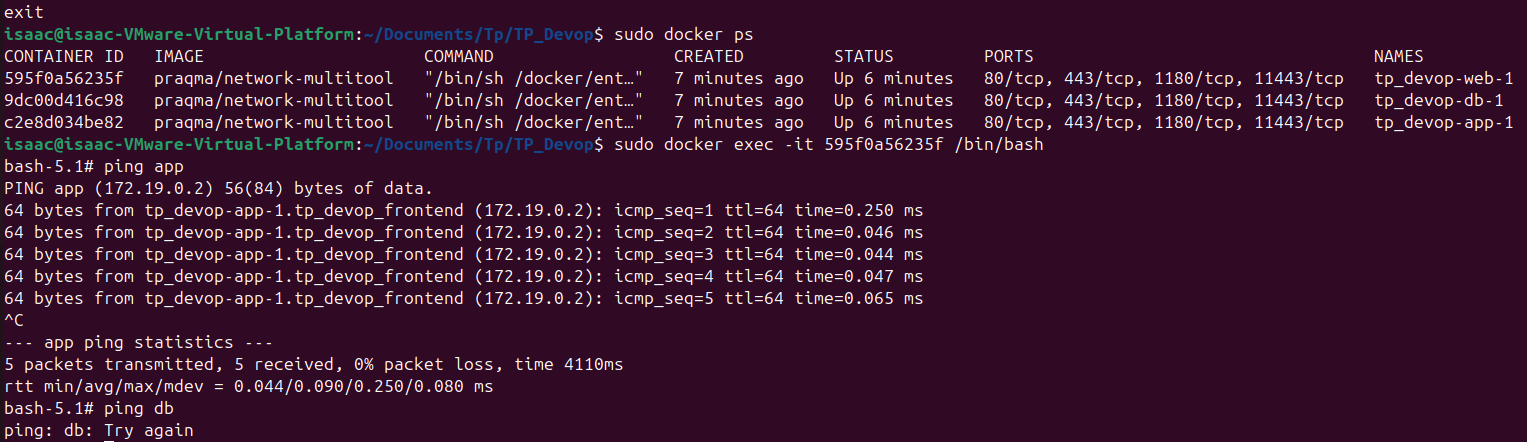 exit
isaac@isaac-VMware-Virtual-Platform:~/Documents/Tp/TP_Devop$ sudo docker ps
CONTAINER ID   IMAGE                      COMMAND                  CREATED         STATUS         PORTS                                    NAMES
595f0a56235f   praqma/network-multitool   "/bin/sh /docker/ent…"   7 minutes ago   Up 6 minutes   80/tcp, 443/tcp, 1180/tcp, 11443/tcp   tp_devop-web-1
9dc00d416c98   praqma/network-multitool   "/bin/sh /docker/ent…"   7 minutes ago   Up 6 minutes   80/tcp, 443/tcp, 1180/tcp, 11443/tcp   tp_devop-db-1
c2e8d034be82   praqma/network-multitool   "/bin/sh /docker/ent…"   7 minutes ago   Up 6 minutes   80/tcp, 443/tcp, 1180/tcp, 11443/tcp   tp_devop-app-1
isaac@isaac-VMware-Virtual-Platform:~/Documents/Tp/TP_Devop$ sudo docker exec -it 595f0a56235f /bin/bash
bash-5.1# ping app
PING app (172.19.0.2) 56(84) bytes of data.
64 bytes from tp_devop-app-1.tp_devop_frontend (172.19.0.2): icmp_seq=1 ttl=64 time=0.250 ms
64 bytes from tp_devop-app-1.tp_devop_frontend (172.19.0.2): icmp_seq=2 ttl=64 time=0.046 ms
64 bytes from tp_devop-app-1.tp_devop_frontend (172.19.0.2): icmp_seq=3 ttl=64 time=0.044 ms
64 bytes from tp_devop-app-1.tp_devop_frontend (172.19.0.2): icmp_seq=4 ttl=64 time=0.047 ms
64 bytes from tp_devop-app-1.tp_devop_frontend (172.19.0.2): icmp_seq=5 ttl=64 time=0.065 ms
^C
--- app ping statistics ---
5 packets transmitted, 5 received, 0% packet loss, time 4110ms
rtt min/avg/max/mdev = 0.044/0.090/0.250/0.080 ms
bash-5.1# ping db
ping: db: Try again